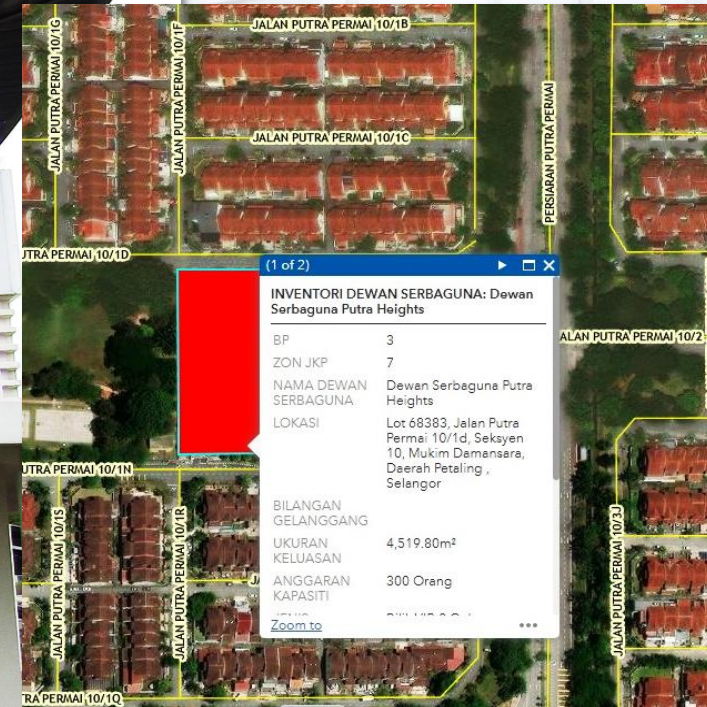 JALAN PUTRA PERMAI 10/1B
JALAN PUTRA PERMAI 10/1G
JALAN PUTRA PERMAI 10/1F
PERSIARAN PUTRA PERMAI
JALAN PUTRA PERMAI 10/1C
UTRA PERMAI 10/1D
(1 of 2)
INVENTORI DEWAN SERBAGUNA: Dewan
Serbaguna Putra Heights
BP 3
ZON JKP 7
NAMA DEWAN SERBAGUNA Dewan Serbaguna Putra
Heights
LOKASI Lot 68383, Jalan Putra
Permai 10/1d, Seksyen
10, Mukim Damansara,
Daerah Petaling ,
Selangor
BILANGAN
GELANGGANG
UKURAN
KELUASAN 4,519.80m²
ANGGARAN
KAPASITI 300 Orang
Zoom to
ALAN PUTRA PERMAI 10/2
UTRA PERMAI 10/1N
JALAN PUTRA PERMAI 10/1S
JALAN PUTRA PERMAI 10/1R
JALAN PUTRA PERMAI 10/3J
RA PERMAI 10/1Q